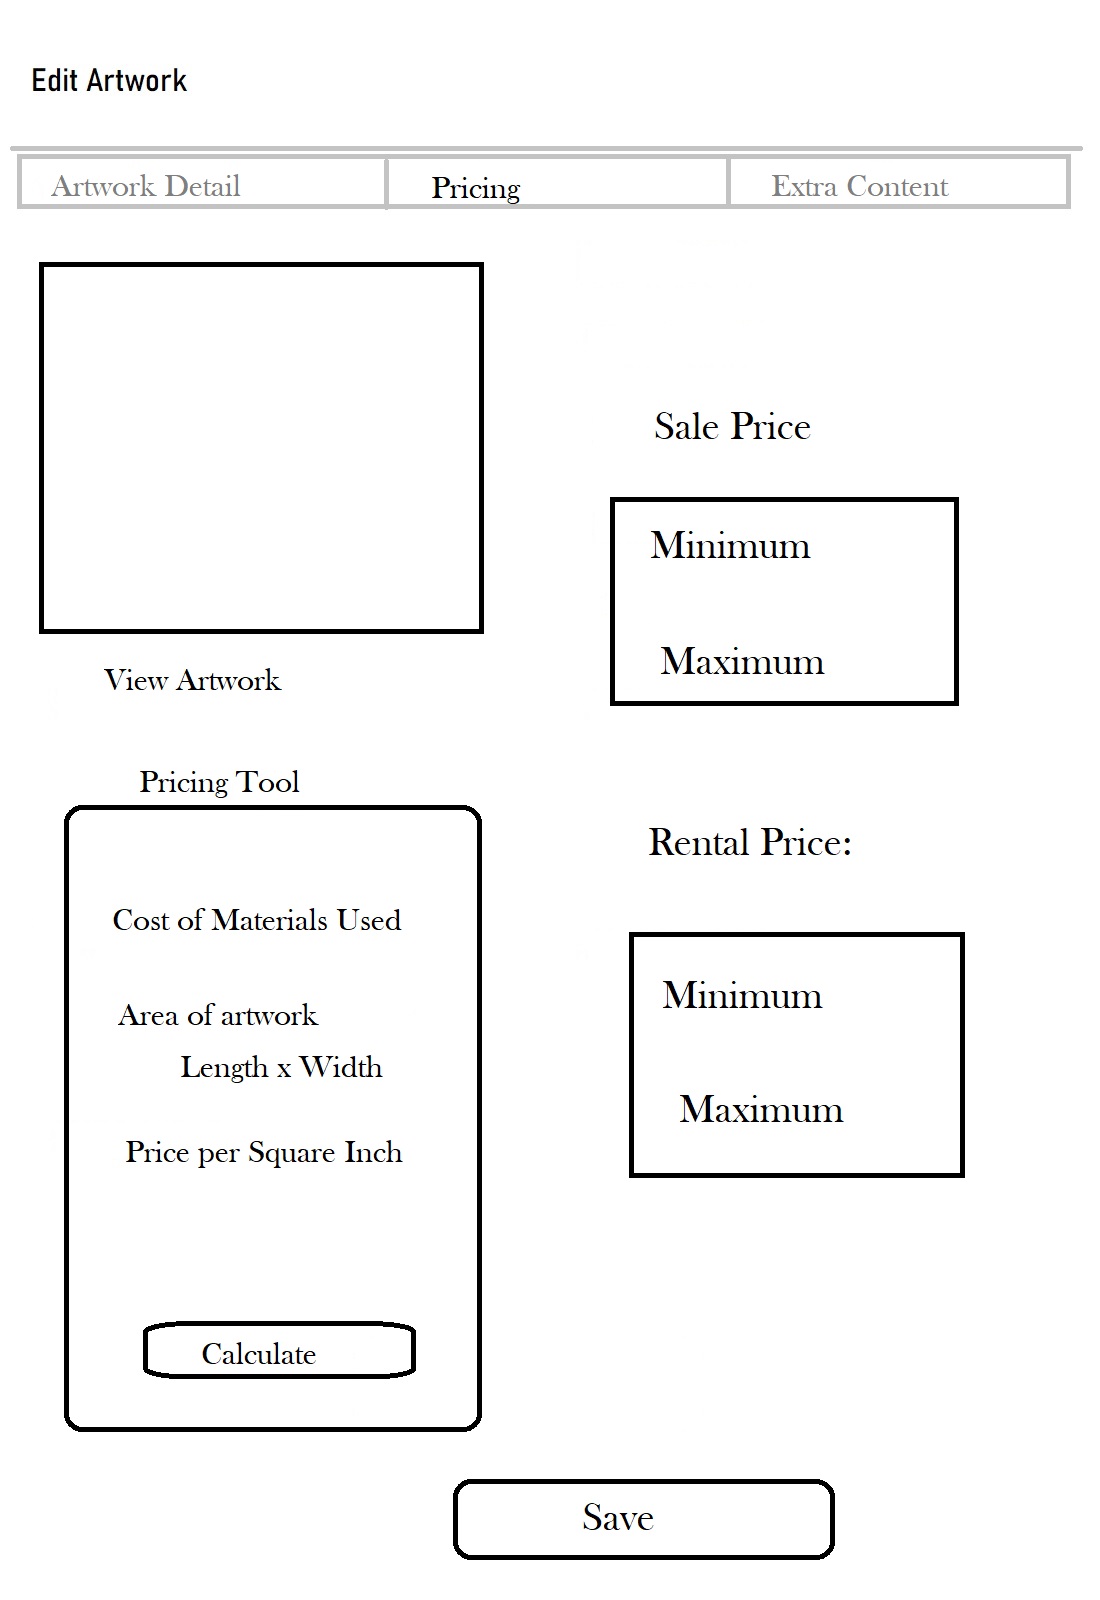 Edit Artwork
Artwork Detail
Pricing
Extra Content
View Artwork
Pricing Tool
Cost of Materials Used
Area of artwork
Length x Width
Price per Square Inch
Calculate
Sale Price
Minimum
Maximum
Rental Price:
Minimum
Maximum
Save